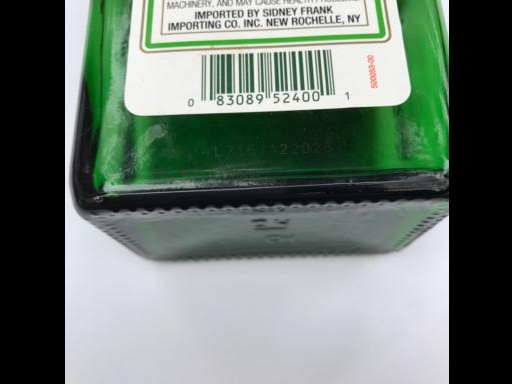 MACHINERY, AND MAY CAUSE HEALTH PROBLEMS.
IMPORTED BY SIDNEY FRANK
IMPORTING CO. INC. NEW ROCHELLE, NY
500053-00
0 83089 52400 1